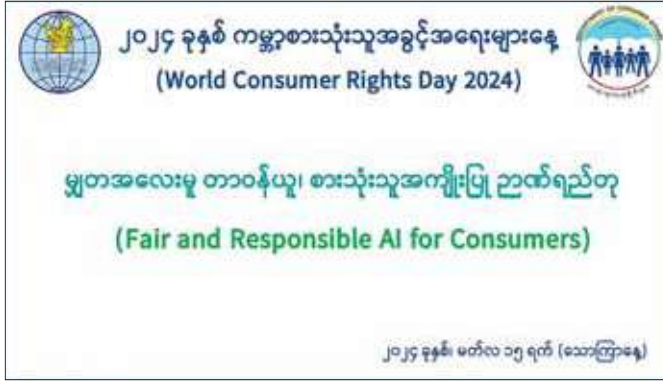 ၂၀၂၄ ခုနှစ် ကမ္ဘာ့စားသုံးသူအခွင့်အရေးများနေ့
(World Consumer Rights Day 2024)
မျှတအလေးမူ တာဝန်ယူ၊ စားသုံးသူအကျိုးပြု ဉာဏ်ရည်တု
(Fair and Responsible AI for Consumers)
၂၀၂၄ ခုနှစ်၊ မတ်လ ၁၅ ရက် (သောကြာနေ့)